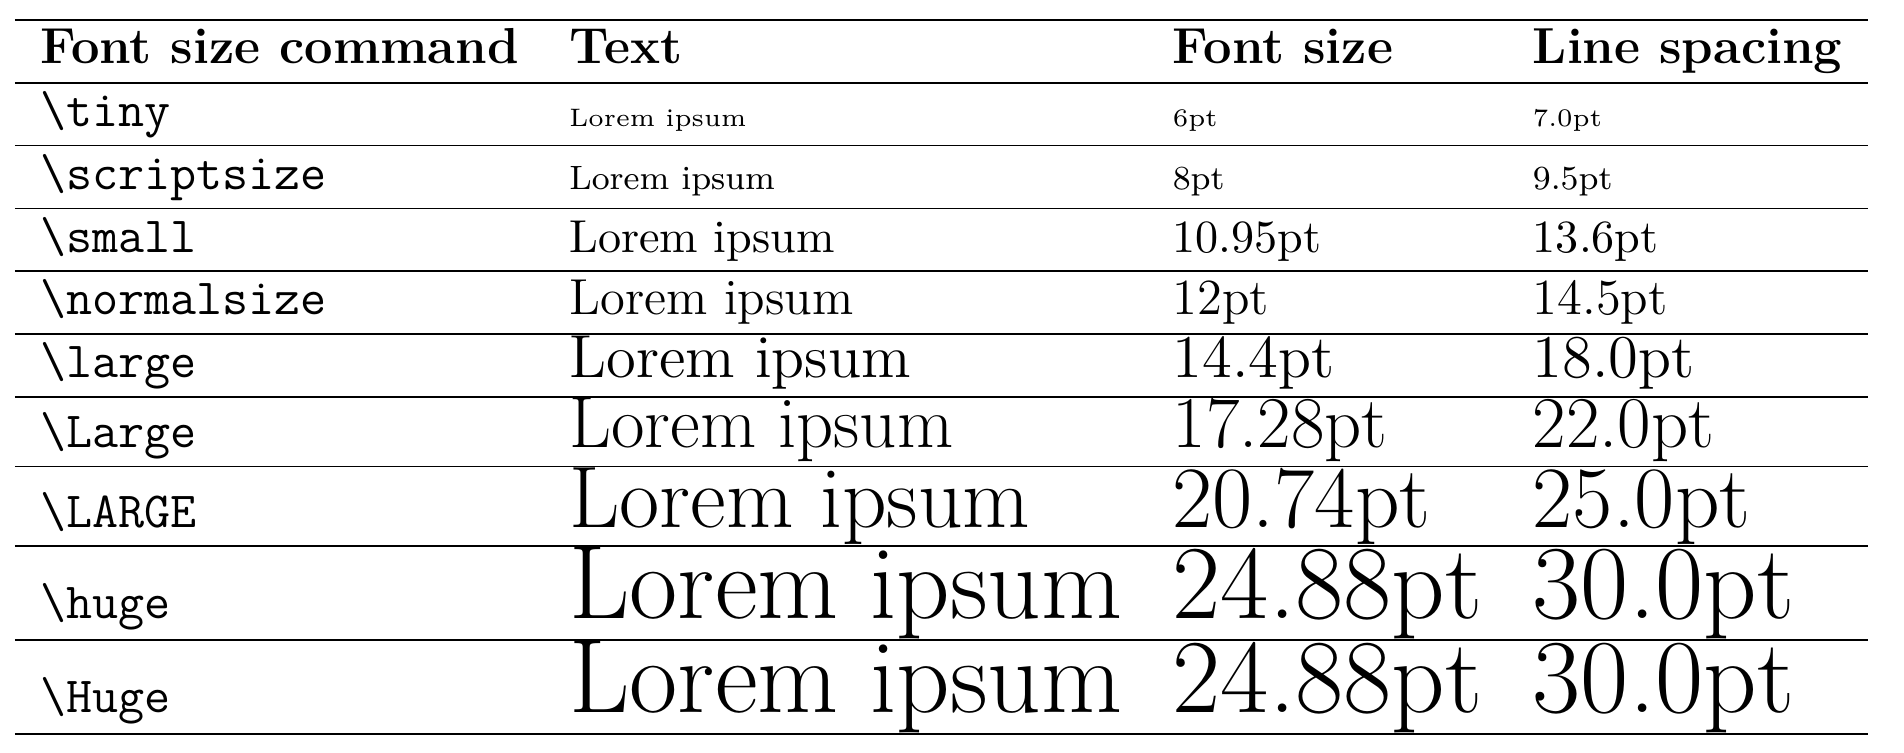 Font size command Text Font size Line spacing
\tiny Lorem ipsum 6pt 7.0pt
\scriptsize Lorem ipsum 8pt 9.5pt
\small Lorem ipsum 10.95pt 13.6pt
\normalsize Lorem ipsum 12pt 14.5pt
\large Lorem ipsum 14.4pt 18.0pt
\Large Lorem ipsum 17.28pt 22.0pt
\LARGE Lorem ipsum 20.74pt 25.0pt
\huge Lorem ipsum 24.88pt 30.0pt
\Huge Lorem ipsum 24.88pt 30.0pt